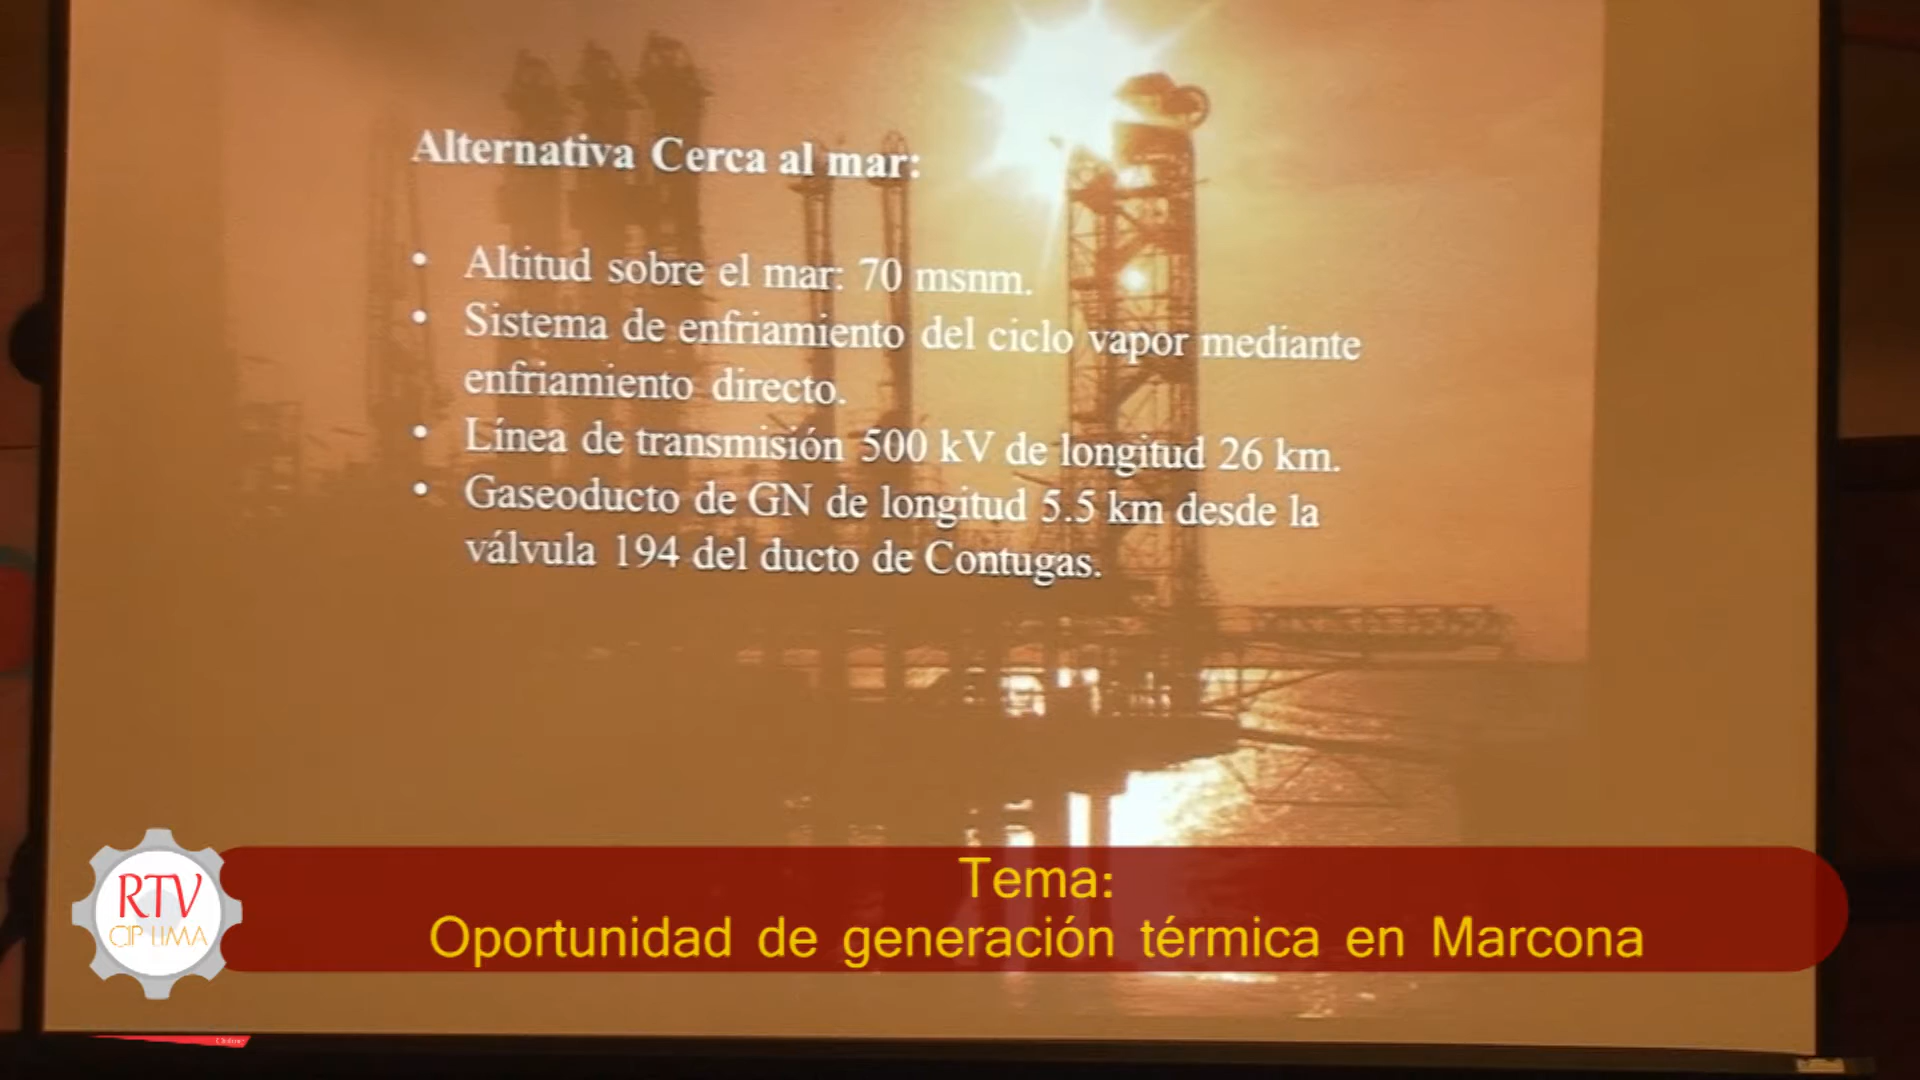 Alternativa Cerca al mar:
• Altitud sobre el mar: 70 msnm.
• Sistema de enfriamiento del ciclo vapor mediante
enfriamiento directo.
• Línea de transmisión 500 kV de longitud 26 km.
• Gaseoducto de GN de longitud 5.5 km desde la
válvula 194 del ducto de Contugas.
RTV
CIP LIMA
Tema:
Oportunidad de generación térmica en Marcona